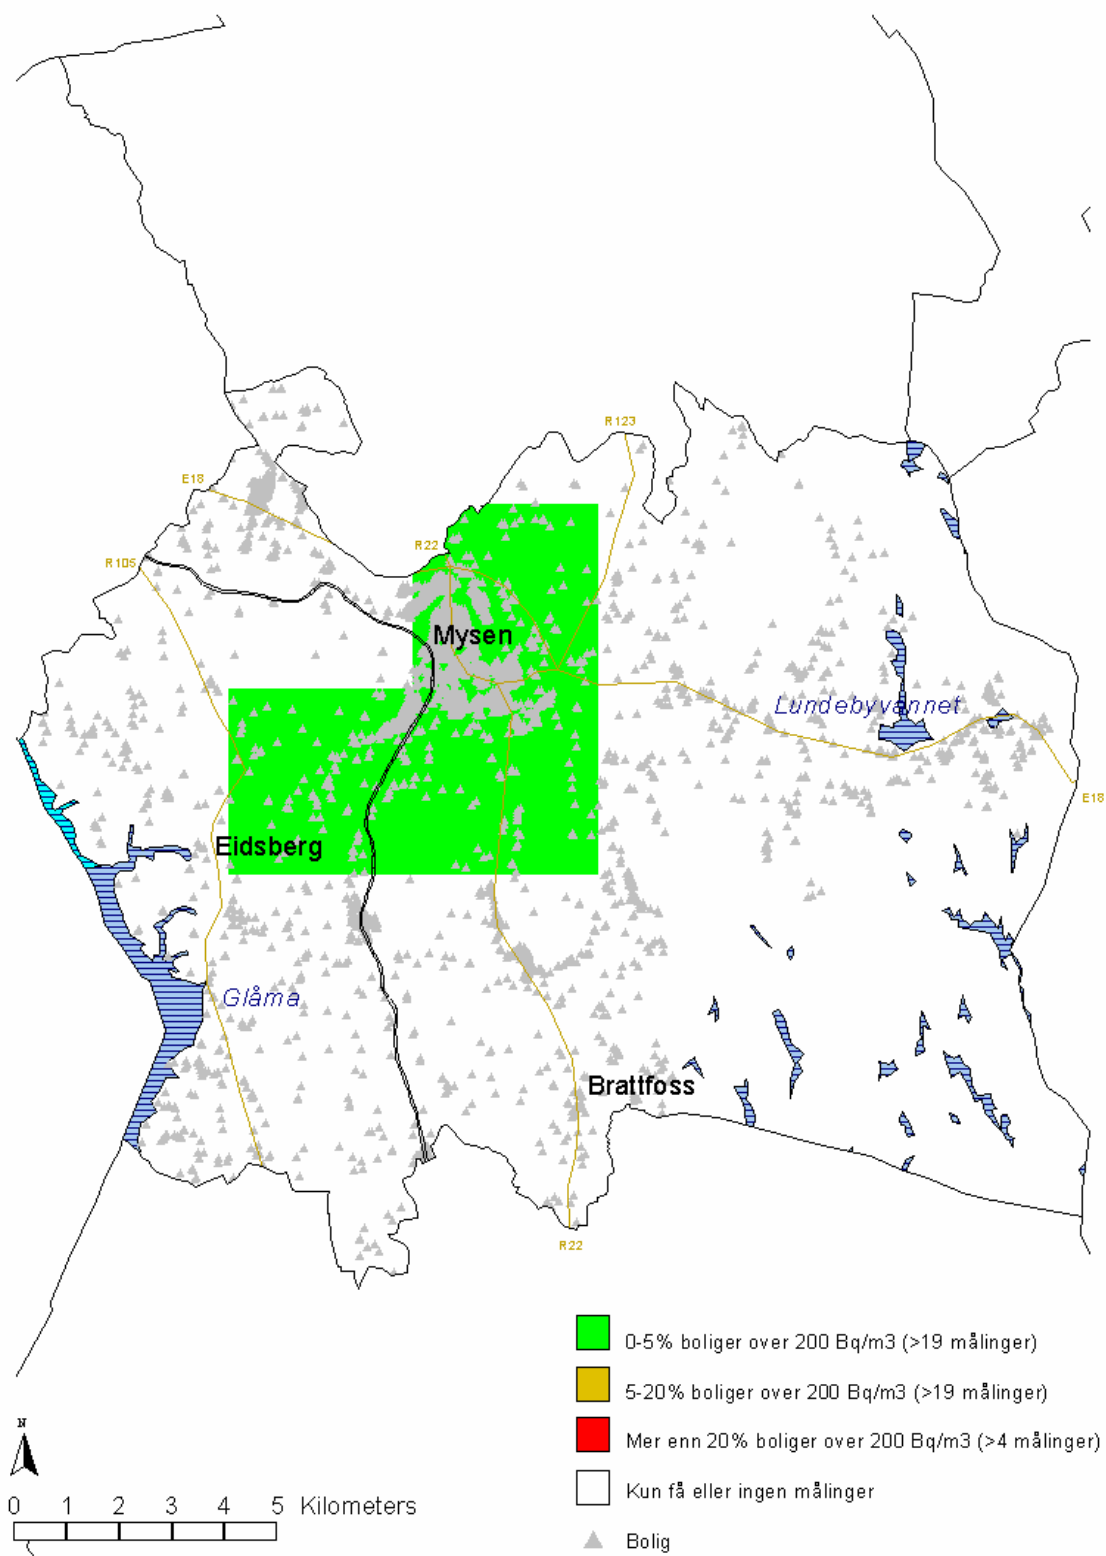 R123
E18
R22
R105
Mysen
Lundebyvannet
E18
Eidsberg
Glåma
Brattfoss
R22
0-5% boliger over 200 Bq/m3 (>19 målinger)
5-20% boliger over 200 Bq/m3 (>19 målinger)
Mer enn 20% boliger over 200 Bq/m3 (>4 målinger)
Kun få eller ingen målinger
Bolig
N
0 1 2 3 4 5 Kilometers